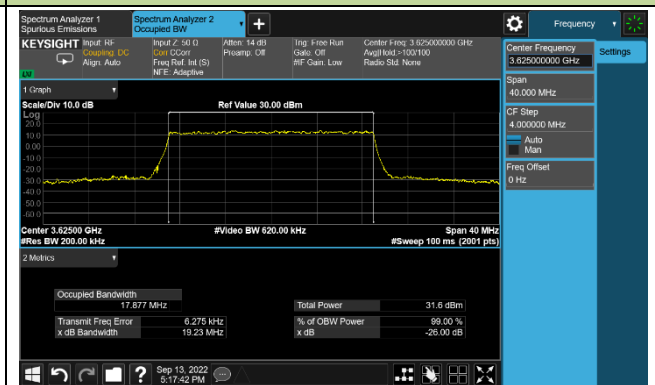 Spectrum Analyzer 1
Spurious Emissions
Spectrum Analyzer 2
Occupied BW
Frequency
KEYSIGHT
Input: RF
Coupling: DC
Align: Auto
Input Z: 50 Ω
Corr CCorr
Freq Ref: Int (S)
NFE: Adaptive
Atten: 14 dB
Preamp: Off
Trig: Free Run
Gate: Off
#IF Gain: Low
Center Freq: 3.625000000 GHz
Avg|Hold:>100/100
Radio Std: None
Center Frequency
3.625000000 GHz
Settings
Span
40.000 MHz
CF Step
4.000000 MHz
Auto
Man
Freq Offset
0 Hz
1 Graph
Scale/Div 10.0 dB
Ref Value 30.00 dBm
Log
20.0
10.0
0.00
-10.0
-20.0
-30.0
-40.0
-50.0
-60.0
Center 3.62500 GHz
#Video BW 620.00 kHz
Span 40 MHz
#Res BW 200.00 kHz
#Sweep 100 ms (2001 pts)
2 Metrics
Occupied Bandwidth
17.877 MHz
Total Power
31.6 dBm
Transmit Freq Error
6.275 kHz
% of OBW Power
99.00 %
x dB Bandwidth
19.23 MHz
x dB
-26.00 dB
Sep 13, 2022
5:17:42 PM